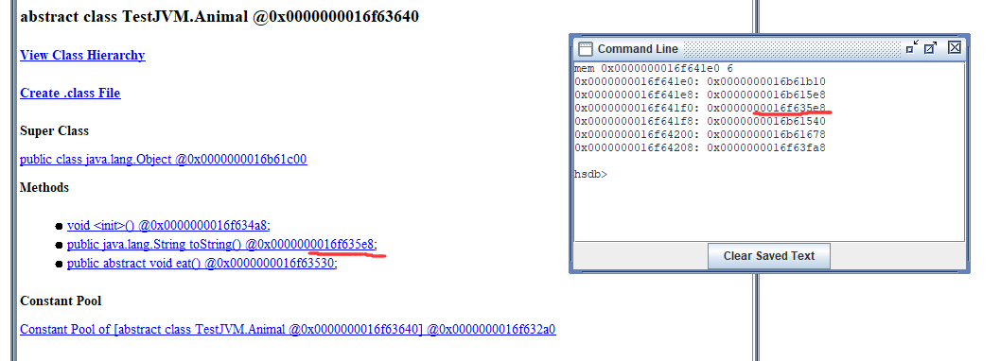 abstract class TestJVM.Animal @0x0000000016f63640
View Class Hierarchy
Create .class File
Super Class
public class java.lang.Object @0x0000000016b61c00
Methods
void <init>() @0x0000000016f634a8;
public java.lang.String toString() @0x0000000016f635e8;
public abstract void eat() @0x0000000016f63530;
Constant Pool
Constant Pool of [abstract class TestJVM.Animal @0x0000000016f63640] @0x0000000016f632a0
Command Line
mem 0x0000000016f641e0 6
0x0000000016f641e0: 0x0000000016b61b10
0x0000000016f641e8: 0x0000000016b615e8
0x0000000016f641f0: 0x0000000016f635e8
0x0000000016f641f8: 0x0000000016b61540
0x0000000016f64200: 0x0000000016b61678
0x0000000016f64208: 0x0000000016f63fa8
hsdb>
Clear Saved Text